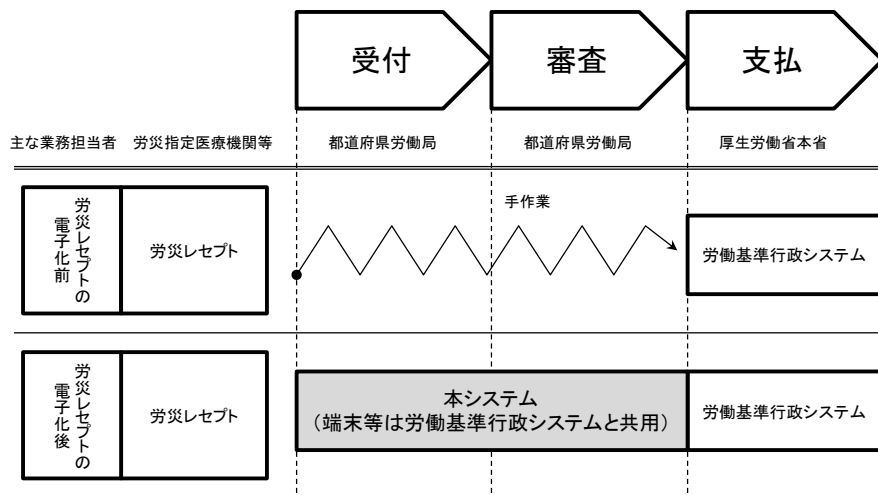 受付
審査
支払
主な業務担当者
労災指定医療機関等
都道府県労働局
都道府県労働局
厚生労働省本省
労災レセプトの
電子化前
労災レセプト
手作業
労働基準行政システム
労災レセプトの
電子化後
労災レセプト
本システム
(端末等は労働基準行政システムと共用)
労働基準行政システム